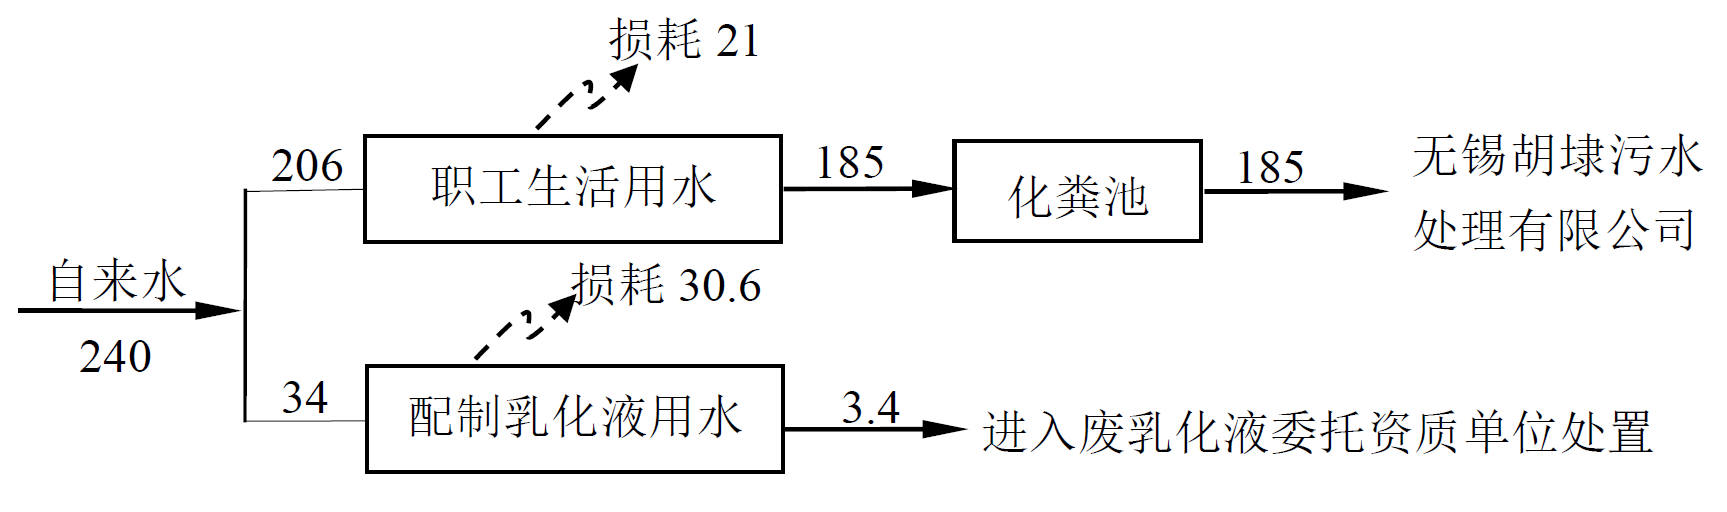 损耗 21
206
职工生活用水
185
化粪池
185
无锡胡埭污水
处理有限公司
自来水
240
损耗 30.6
34
配制乳化液用水
3.4
进入废乳化液委托资质单位处置